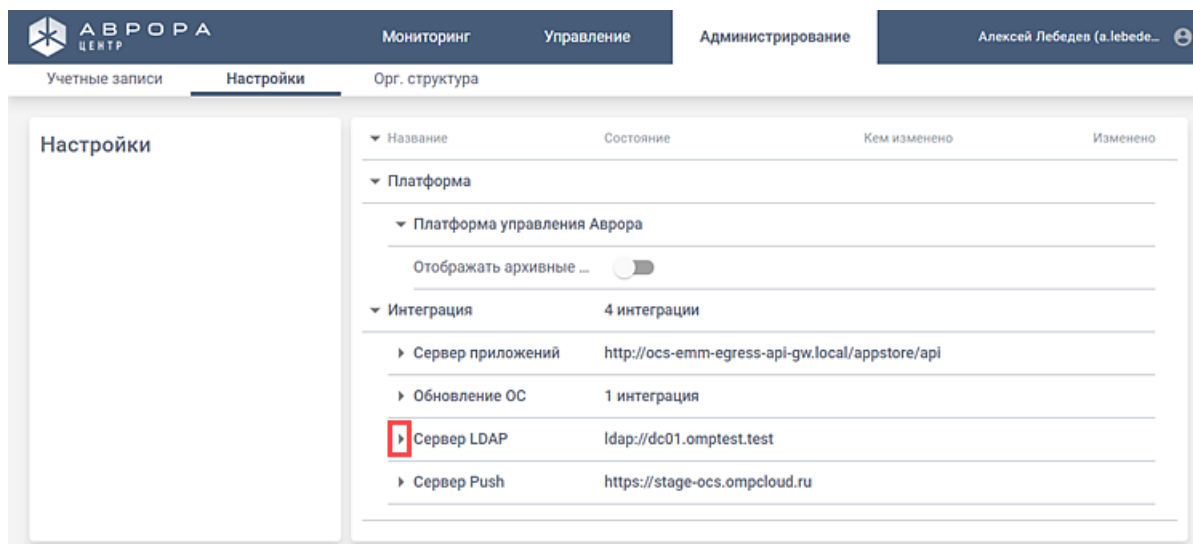 АВРОРА
ЦЕНТР
Мониторинг Управление Администрирование Алексей Лебедев (a.lebede...
Учетные записи Настройки Орг. структура
Настройки
Название Состояние Кем изменено Изменено
Платформа
Платформа управления Аврора
Отображать архивные ...
Интеграция 4 интеграции
Сервер приложений http://ocs-emm-egress-api-gw.local/appstore/api
Обновление ОС 1 интеграция
Сервер LDAP ldap://dc01.omptest.test
Сервер Push https://stage-ocs.ompcloud.ru